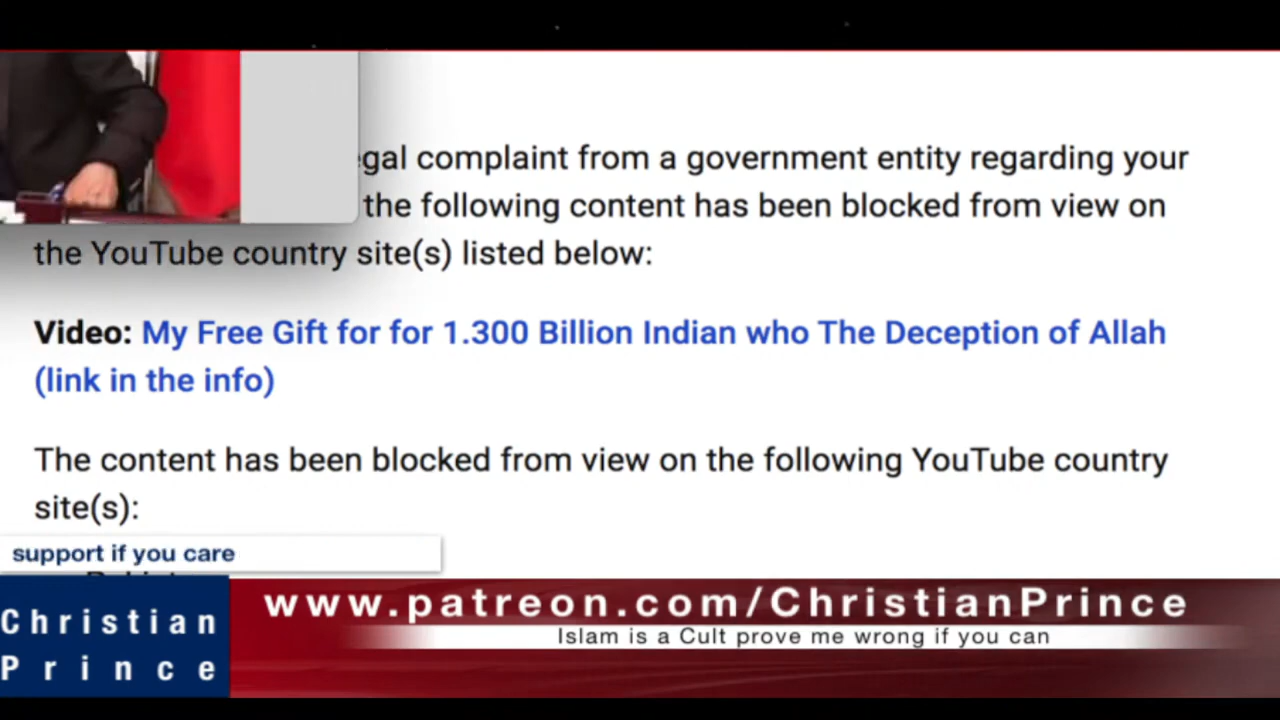 complaint from a government entity regarding your
the following content has been blocked from view on
the YouTube country site(s) listed below:
Video: My Free Gift for for 1.300 Billion Indian who The Deception of Allah
(link in the info)
The content has been blocked from view on the following YouTube country
site(s):
support if you care
Christian
Prince
www.patreon.com/ChristianPrince
Islam is a Cult prove me wrong if you can